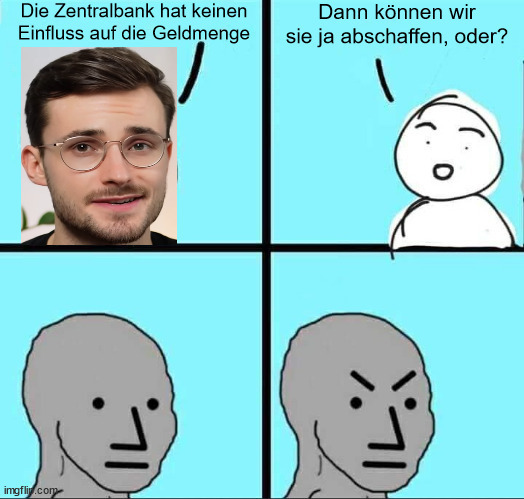 Die Zentralbank hat keinen
Einfluss auf die Geldmenge
Dann können wir
sie ja abschaffen, oder?
imgflip.com